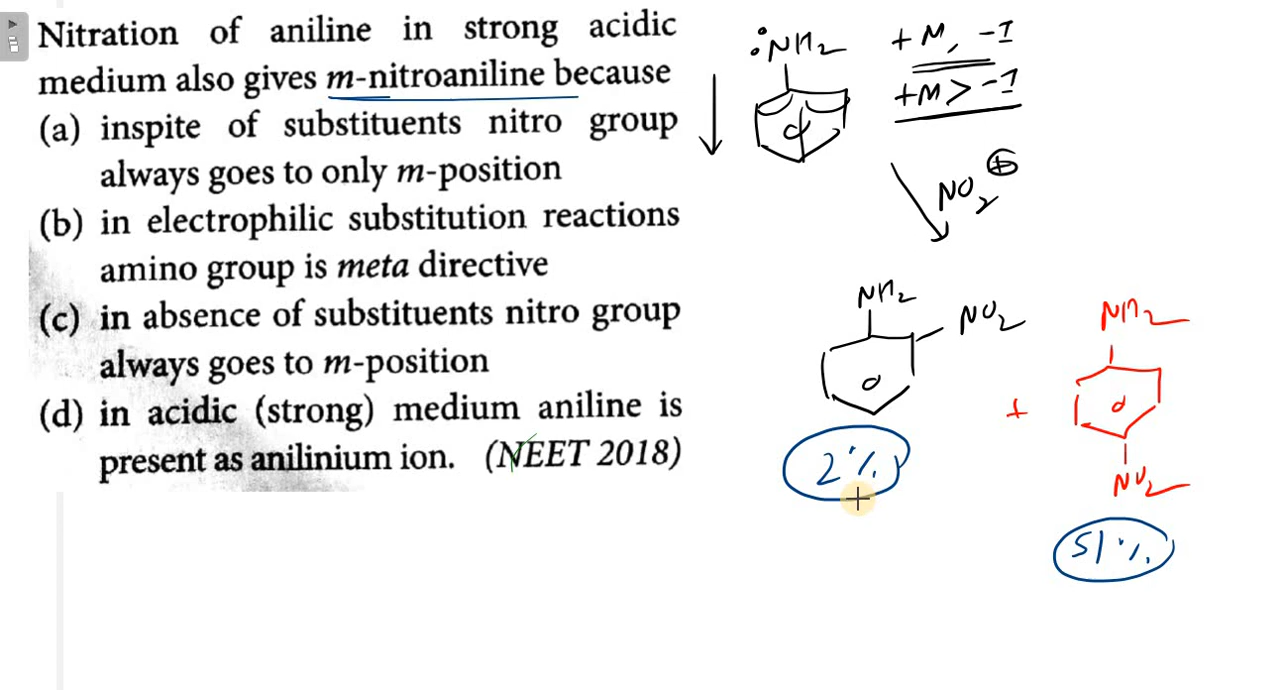 Nitration of aniline in strong acidic
medium also gives m-nitroaniline because
(a) inspite of substituents nitro group
always goes to only m-position
(b) in electrophilic substitution reactions
amino group is meta directive
(c) in absence of substituents nitro group
always goes to m-position
(d) in acidic (strong) medium aniline is
present as anilinium ion. (NEET 2018)
:NH2
+M, -I
+M > -I
NO2⊕
NH2
NO2
2%
+
NH2
NO2
51%